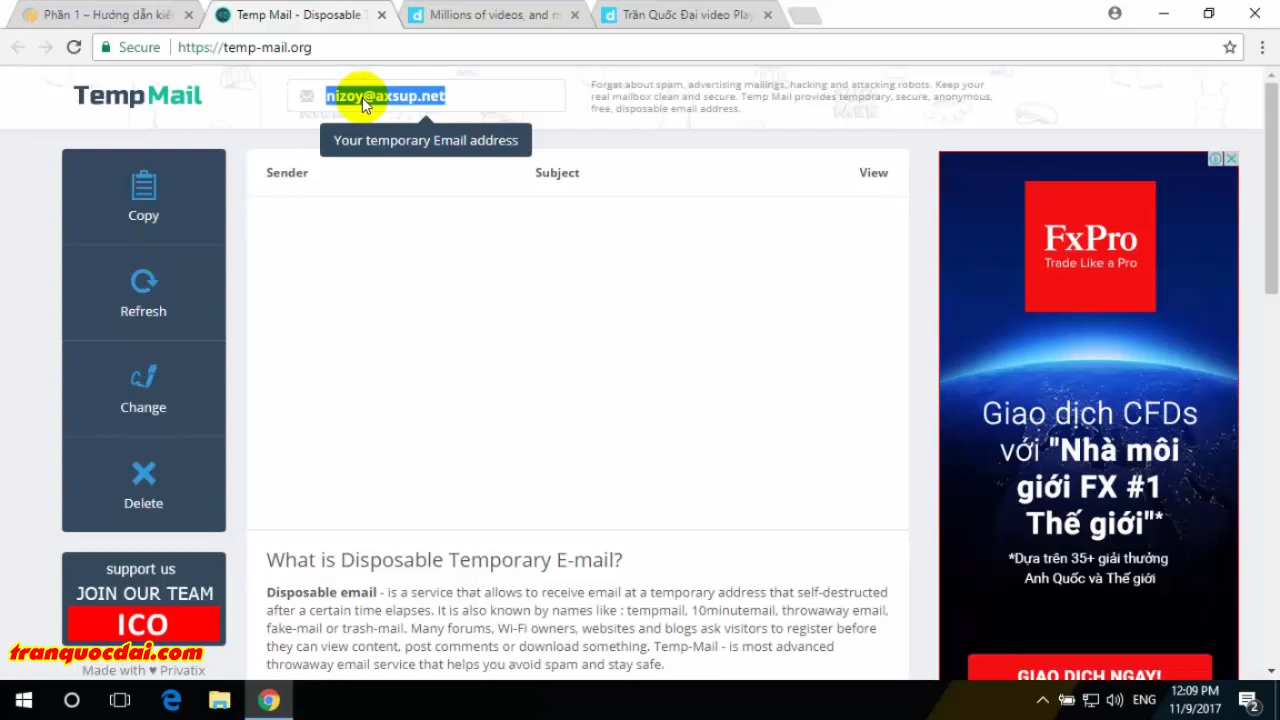 Phần 1 – Hướng dẫn kiế
Temp Mail - Disposable T
Millions of videos, and m
Trần Quốc Đại video Play
Secure
https://temp-mail.org
TempMail
nizoy@axsup.net
Forget about spam, advertising mailings, hacking and attacking robots. Keep your
real mailbox clean and secure. Temp Mail provides temporary, secure, anonymous,
free, disposable email address.
Your temporary Email address
Copy
Refresh
Change
Delete
Sender Subject View
FxPro
Trade Like a Pro
Giao dịch CFDs
với "Nhà môi
giới FX #1
Thế giới"*
*Dựa trên 35+ giải thưởng
Anh Quốc và Thế giới
GIAO DỊCH NGAY!
support us
JOIN OUR TEAM
ICO
tranquocdai.com
Made with ♥ Privatix
What is Disposable Temporary E-mail?
Disposable email - is a service that allows to receive email at a temporary address that self-destructed
after a certain time elapses. It is also known by names like : tempmail, 10minutemail, throwaway email,
fake-mail or trash-mail. Many forums, Wi-Fi owners, websites and blogs ask visitors to register before
they can view content, post comments or download something. Temp-Mail - is most advanced
throwaway email service that helps you avoid spam and stay safe.
ENG
12:09 PM
11/9/2017
2